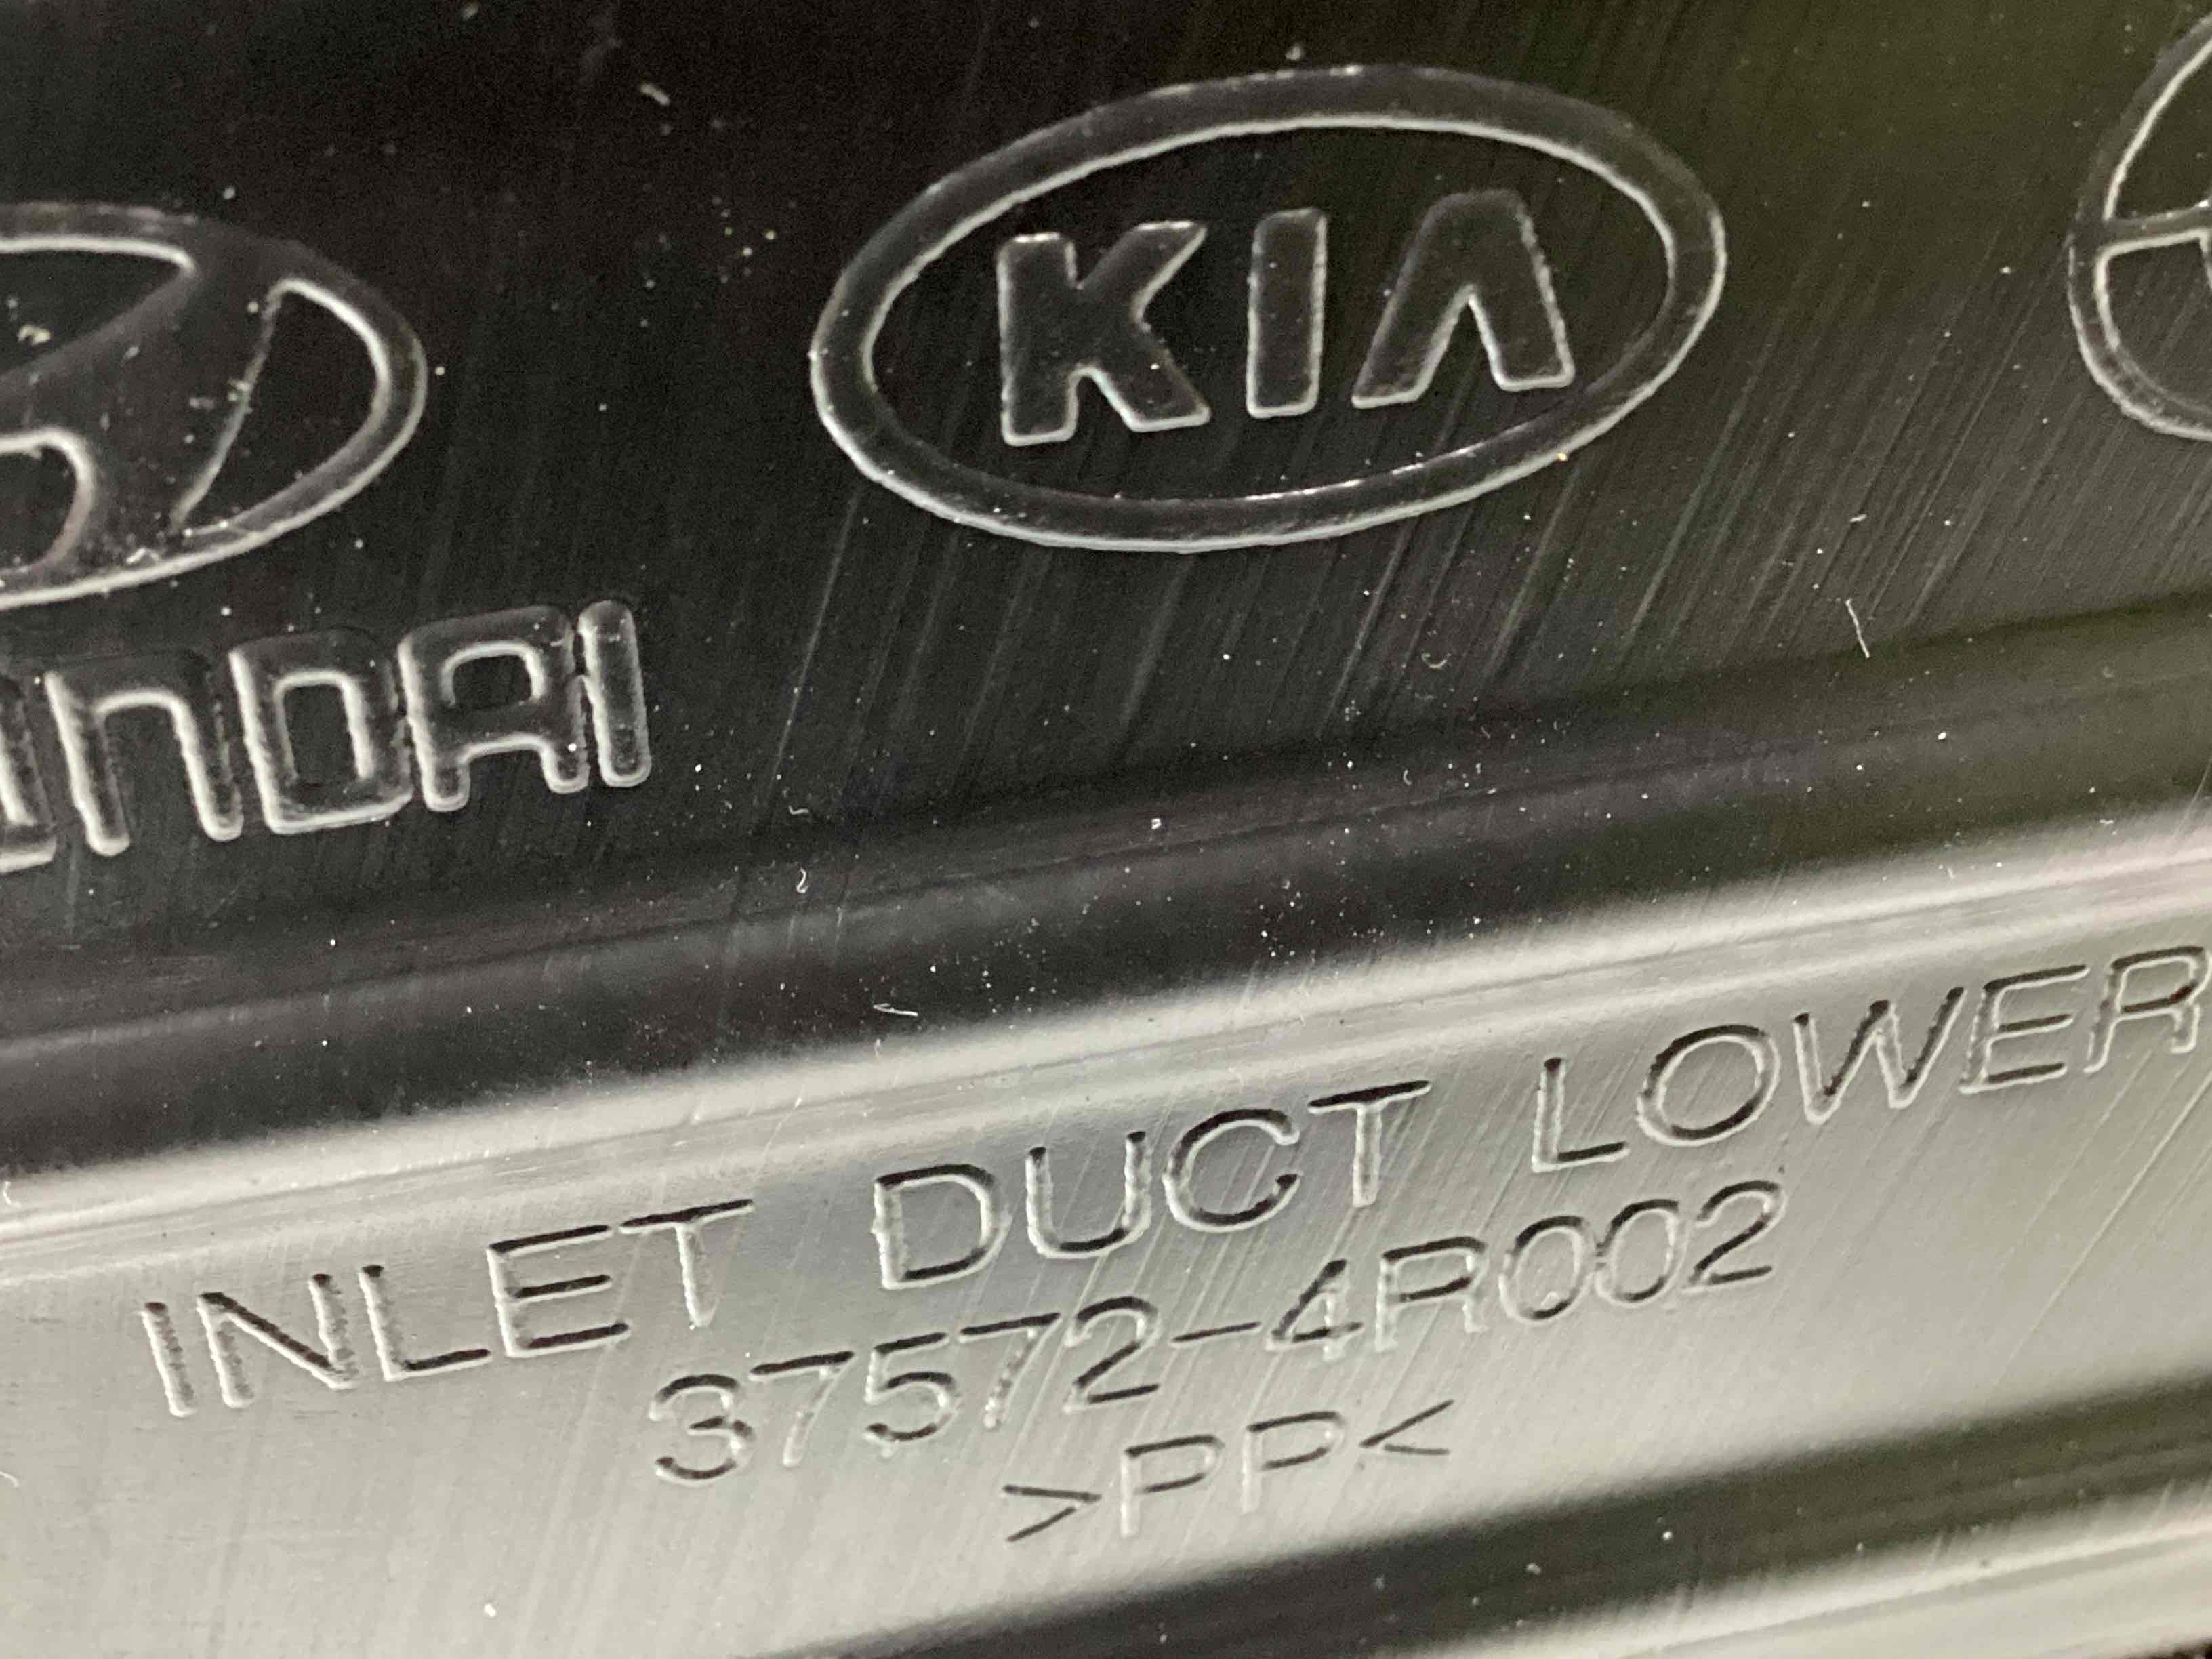 KIA
INLET DUCT LOWER
37572-4R002
>PP<